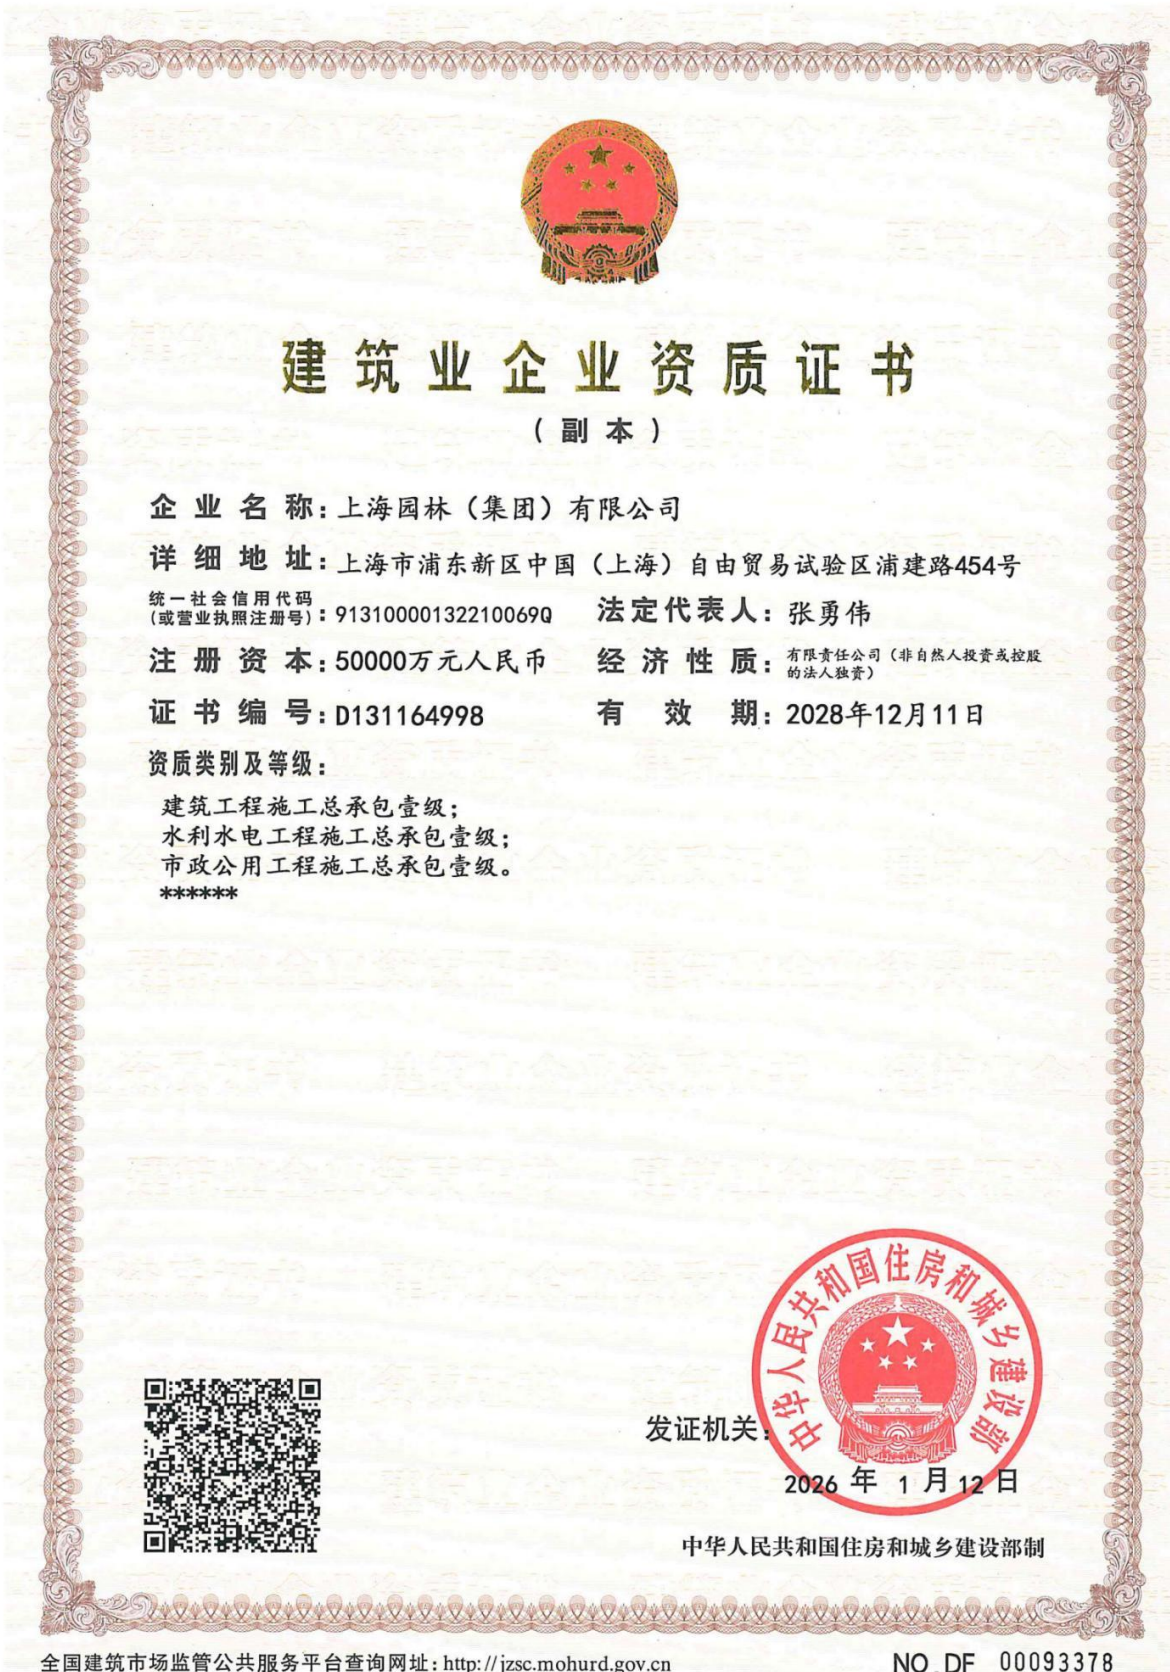 建筑业企业资质证书
（副本）
企业名称：上海园林（集团）有限公司
详细地址：上海市浦东新区中国（上海）自由贸易试验区浦建路454号
统一社会信用代码
（或营业执照注册号）：91310000132210069Q
法定代表人：张勇伟
注册资本：50000万元人民币
经济性质：有限责任公司（非自然人投资或控股
的法人独资）
证书编号：D131164998
有效期：2028年12月11日
资质类别及等级：
建筑工程施工总承包壹级；
水利水电工程施工总承包壹级；
市政公用工程施工总承包壹级。
******
中华人民共和国住房和城乡建设部
发证机关：
2026年1月12日
中华人民共和国住房和城乡建设部制
全国建筑市场监管公共服务平台查询网址：http://jzsc.mohurd.gov.cn
NO.DF 00093378